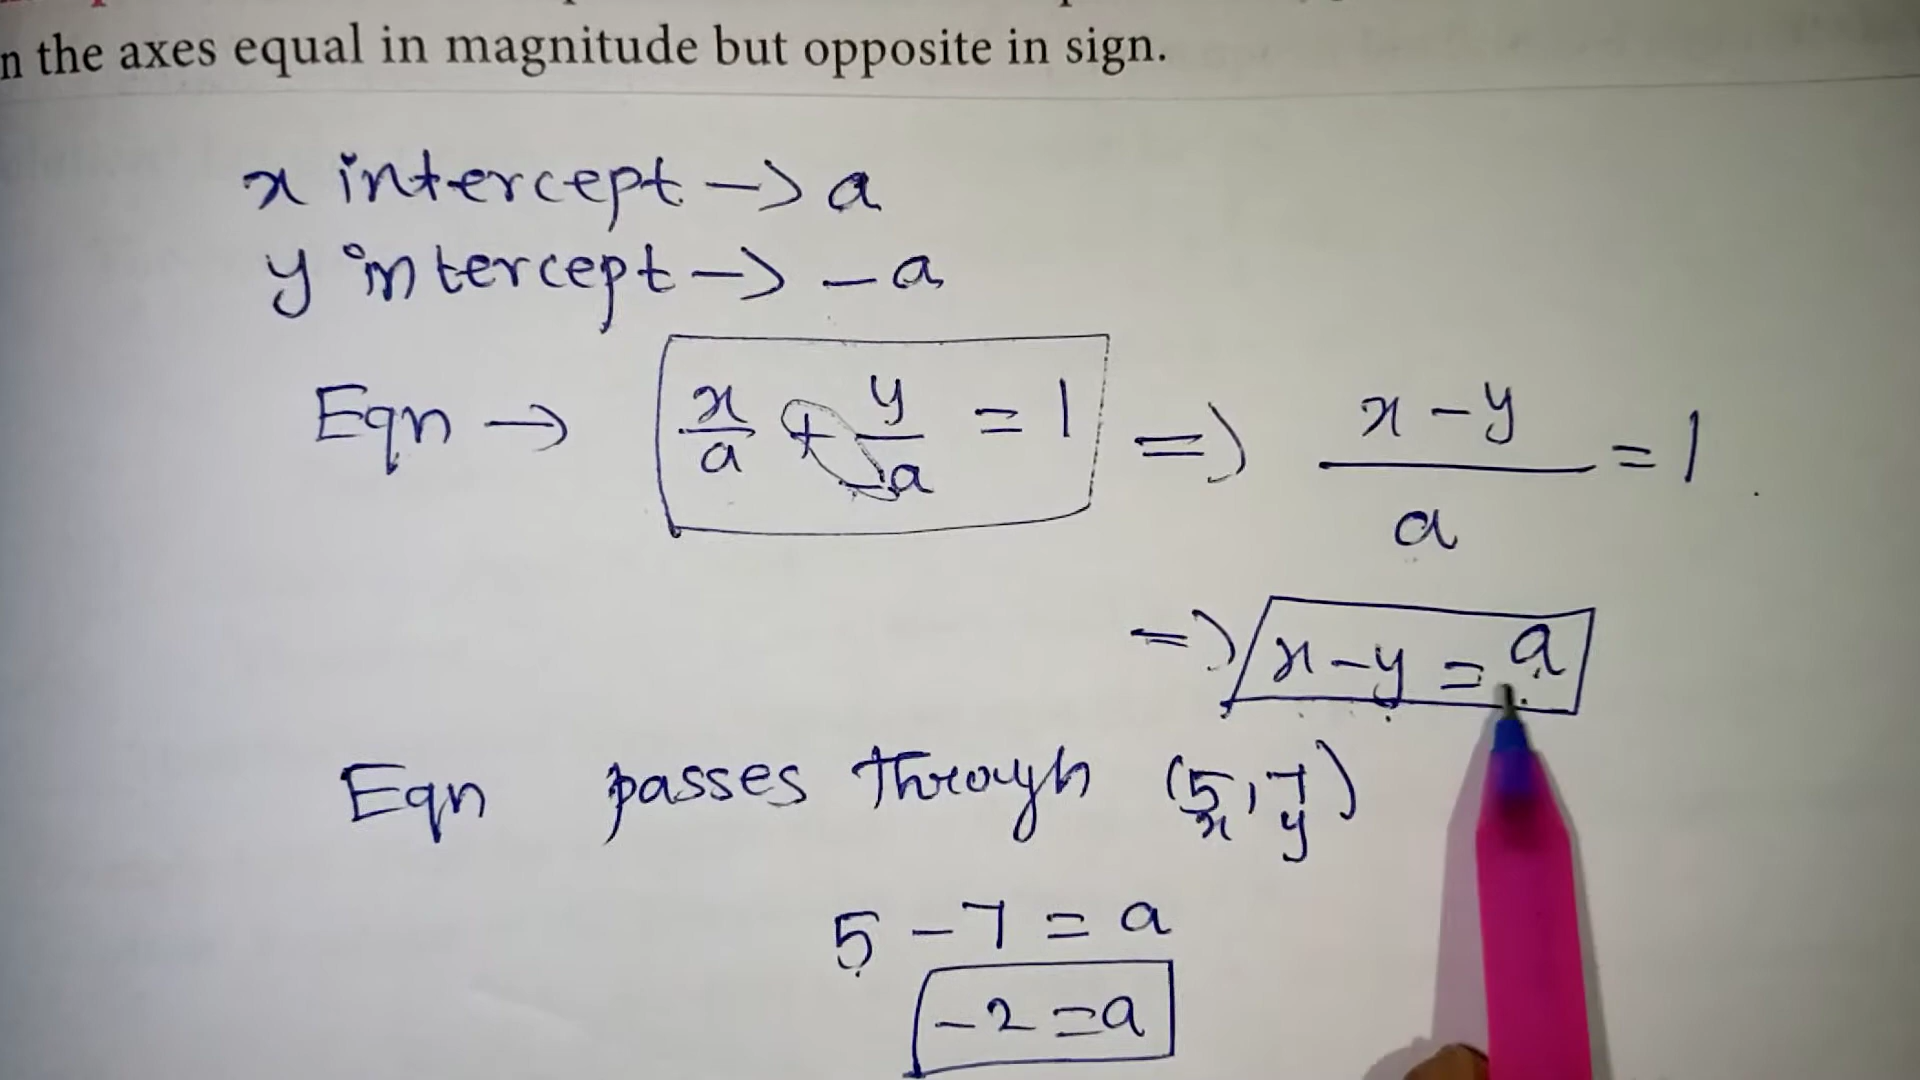 n the axes equal in magnitude but opposite in sign.
x intercept → a
y intercept → -a
Eqn → x/a + y/-a = 1 ⇒ x-y/a = 1
⇒ x-y = a
Eqn passes through (5, 7)
x y
5 - 7 = a
-2 = a